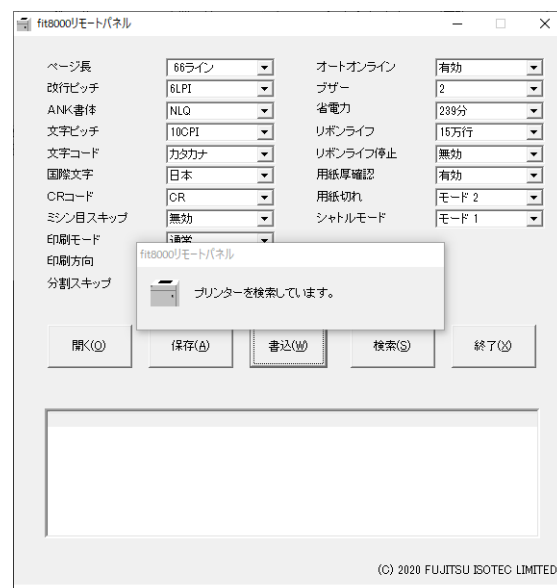 fit8000リモートパネル
ページ長 66ライン オートオンライン 有効
改行ピッチ 6LPI ブザー 2
ANK書体 NLQ 省電力 239分
文字ピッチ 10CPI リボンライフ 15万行
文字コード カタカナ リボンライフ停止 無効
国際文字 日本 用紙厚確認 有効
CRコード CR 用紙切れ モード 2
ミシン目スキップ 無効 シャトルモード モード 1
印刷モード 通常
印刷方向
分割スキップ
fit8000リモートパネル
プリンターを検索しています。
開く(O) 保存(A) 書込(W) 検索(S) 終了(X)
(C) 2020 FUJITSU ISOTEC LIMITED